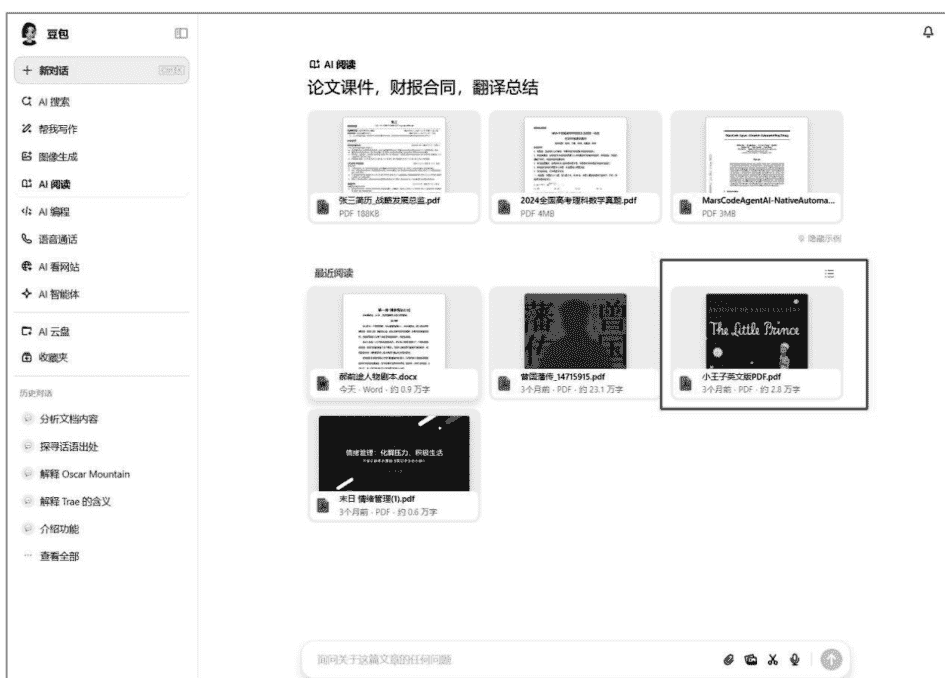 豆包
新对话
Ctrl K
AI 搜索
帮我写作
图像生成
AI 阅读
AI 编程
语音通话
AI 看网站
AI 智能体
AI 云盘
收藏夹
历史对话
分析文档内容
探寻话语出处
解释 Oscar Mountain
解释 Trae 的含义
介绍功能
查看全部
AI 阅读
论文课件，财报合同，翻译总结
张三简历_战略发展总监.pdf
PDF 188KB
2024全国高考理科数学真题.pdf
PDF 4MB
MarsCodeAgentAI-NativeAutoma...
PDF 3MB
隐藏示例
最近阅读
郝前途人物剧本.docx
今天 · Word · 约 0.9 万字
曾国藩传_14715915.pdf
3个月前 · PDF · 约 23.1 万字
The Little Prince
小王子英文版PDF.pdf
3个月前 · PDF · 约 2.8 万字
情绪管理：化解压力，积极生活
末日 情绪管理(1).pdf
3个月前 · PDF · 约 0.6 万字
询问关于这篇文章的任何问题